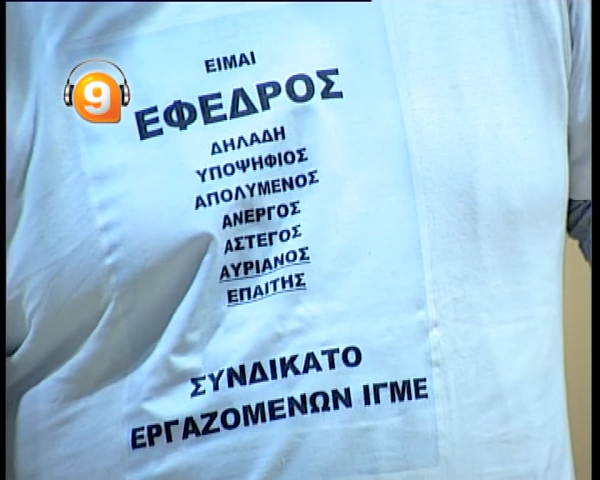 9
ΕΙΜΑΙ
ΕΦΕΔΡΟΣ
ΔΗΛΑΔΗ
ΥΠΟΨΗΦΙΟΣ
ΑΠΟΛΥΜΕΝΟΣ
ΑΝΕΡΓΟΣ
ΑΣΤΕΓΟΣ
ΑΥΡΙΑΝΟΣ
ΕΠΑΙΤΗΣ
ΣΥΝΔΙΚΑΤΟ
ΕΡΓΑΖΟΜΕΝΩΝ ΙΓΜΕ